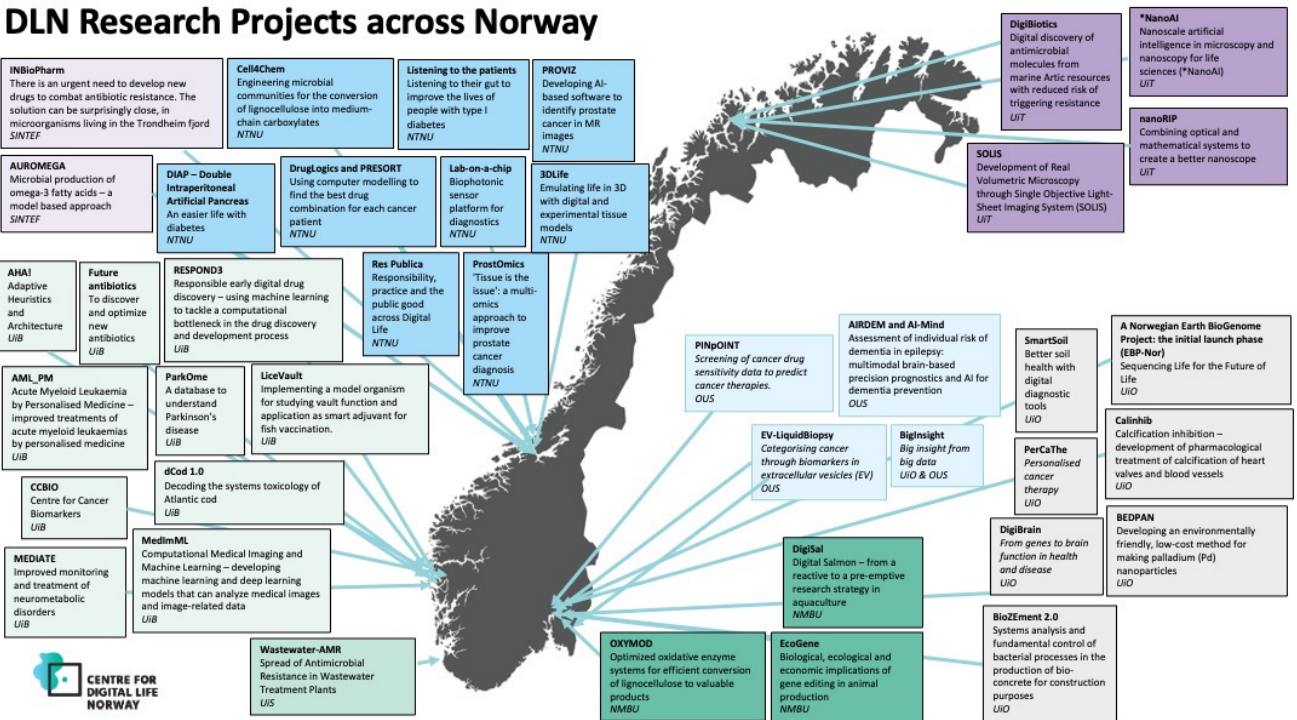 DLN Research Projects across Norway
INBioPharm
There is an urgent need to develop new
drugs to combat antibiotic resistance. The
solution can be surprisingly close, in
microorganisms living in the Trondheim fjord
SINTEF
Cell4Chem
Engineering microbial
communities for the conversion
of lignocellulose into medium-
chain carboxylates
NTNU
Listening to the patients
Listening to their gut to
improve the lives of
people with type I
diabetes
NTNU
PROVIZ
Developing AI-
based software to
identify prostate
cancer in MR
images
NTNU
DigiBiotics
Digital discovery of
antimicrobial
molecules from
marine Artic resources
with reduced risk of
triggering resistance
UiT
*NanoAI
Nanoscale artificial
intelligence in microscopy and
nanoscopy for life
sciences (*NanoAI)
UiT
nanoRIP
Combining optical and
mathematical systems to
create a better nanoscope
UiT
SOLIS
Development of Real
Volumetric Microscopy
through Single Objective Light-
Sheet Imaging System (SOLIS)
UiT
AUROMEGA
Microbial production of
omega-3 fatty acids – a
model based approach
SINTEF
DIAP – Double
Intraperitoneal
Artificial Pancreas
An easier life with
diabetes
NTNU
DrugLogics and PRESORT
Using computer modelling to
find the best drug
combination for each cancer
patient
NTNU
Lab-on-a-chip
Biophotonic
sensor
platform for
diagnostics
NTNU
3DLife
Emulating life in 3D
with digital and
experimental tissue
models
NTNU
AHA!
Adaptive
Heuristics
and
Architecture
UiB
Future
antibiotics
To discover
and optimize
new
antibiotics
UiB
RESPOND3
Responsible early digital drug
discovery – using machine learning
to tackle a computational
bottleneck in the drug discovery
and development process
UiB
Res Publica
Responsibility,
practice and the
public good
across Digital
Life
NTNU
ProstOmics
'Tissue is the
issue': a multi-
omics
approach to
improve
prostate
cancer
diagnosis
NTNU
AML_PM
Acute Myeloid Leukaemia
by Personalised Medicine –
improved treatments of
acute myeloid leukaemias
by personalised medicine
UiB
ParkOme
A database to
understand
Parkinson's
disease
UiB
LiceVault
Implementing a model organism
for studying vault function and
application as smart adjuvant for
fish vaccination.
UiB
PINpOINT
Screening of cancer drug
sensitivity data to predict
cancer therapies.
OUS
AIRDEM and AI-Mind
Assessment of individual risk of
dementia in epilepsy:
multimodal brain-based
precision prognostics and AI for
dementia prevention
OUS
SmartSoil
Better soil
health with
digital
diagnostic
tools
UiO
A Norwegian Earth BioGenome
Project: the initial launch phase
(EBP-Nor)
Sequencing Life for the Future of
Life
UiO
EV-LiquidBiopsy
Categorising cancer
through biomarkers in
extracellular vesicles (EV)
OUS
BigInsight
Big insight from
big data
UiO & OUS
PerCaThe
Personalised
cancer
therapy
UiO
Calinhib
Calcification inhibition –
development of pharmacological
treatment of calcification of heart
valves and blood vessels
UiO
CCBIO
Centre for Cancer
Biomarkers
UiB
dCod 1.0
Decoding the systems toxicology of
Atlantic cod
UiB
DigiBrain
From genes to brain
function in health
and disease
UiO
BEDPAN
Developing an environmentally
friendly, low-cost method for
making palladium (Pd)
nanoparticles
UiO
MEDIATE
Improved monitoring
and treatment of
neurometabolic
disorders
UiB
MedImML
Computational Medical Imaging and
Machine Learning – developing
machine learning and deep learning
models that can analyze medical images
and image-related data
UiB
DigiSal
Digital Salmon – from a
reactive to a pre-emptive
research strategy in
aquaculture
NMBU
BioZEment 2.0
Systems analysis and
fundamental control of
bacterial processes in the
production of bio-
concrete for construction
purposes
UiO
Wastewater-AMR
Spread of Antimicrobial
Resistance in Wastewater
Treatment Plants
UiS
OXYMOD
Optimized oxidative enzyme
systems for efficient conversion
of lignocellulose to valuable
products
NMBU
EcoGene
Biological, ecological and
economic implications of
gene editing in animal
production
NMBU
CENTRE FOR
DIGITAL LIFE
NORWAY